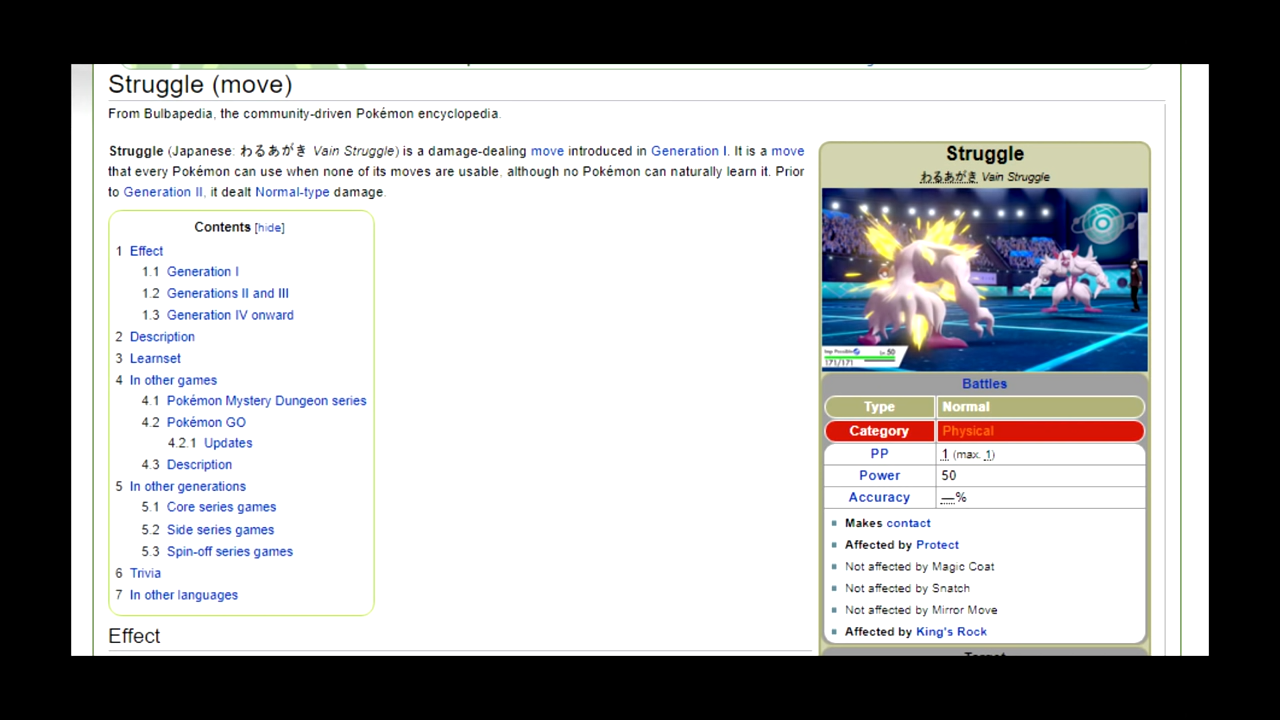 Struggle (move)
From Bulbapedia, the community-driven Pokémon encyclopedia.
Struggle (Japanese: わるあがき Vain Struggle) is a damage-dealing move introduced in Generation I. It is a move
that every Pokémon can use when none of its moves are usable, although no Pokémon can naturally learn it. Prior
to Generation II, it dealt Normal-type damage.
Contents [hide]
1 Effect
1.1 Generation I
1.2 Generations II and III
1.3 Generation IV onward
2 Description
3 Learnset
4 In other games
4.1 Pokémon Mystery Dungeon series
4.2 Pokémon GO
4.2.1 Updates
4.3 Description
5 In other generations
5.1 Core series games
5.2 Side series games
5.3 Spin-off series games
6 Trivia
7 In other languages
Effect
Struggle
わるあがき Vain Struggle
Imp Possible Lv. 50
171/171
Battles
Type Normal
Category Physical
PP 1 (max. 1)
Power 50
Accuracy —%
Makes contact
Affected by Protect
Not affected by Magic Coat
Not affected by Snatch
Not affected by Mirror Move
Affected by King's Rock
Target